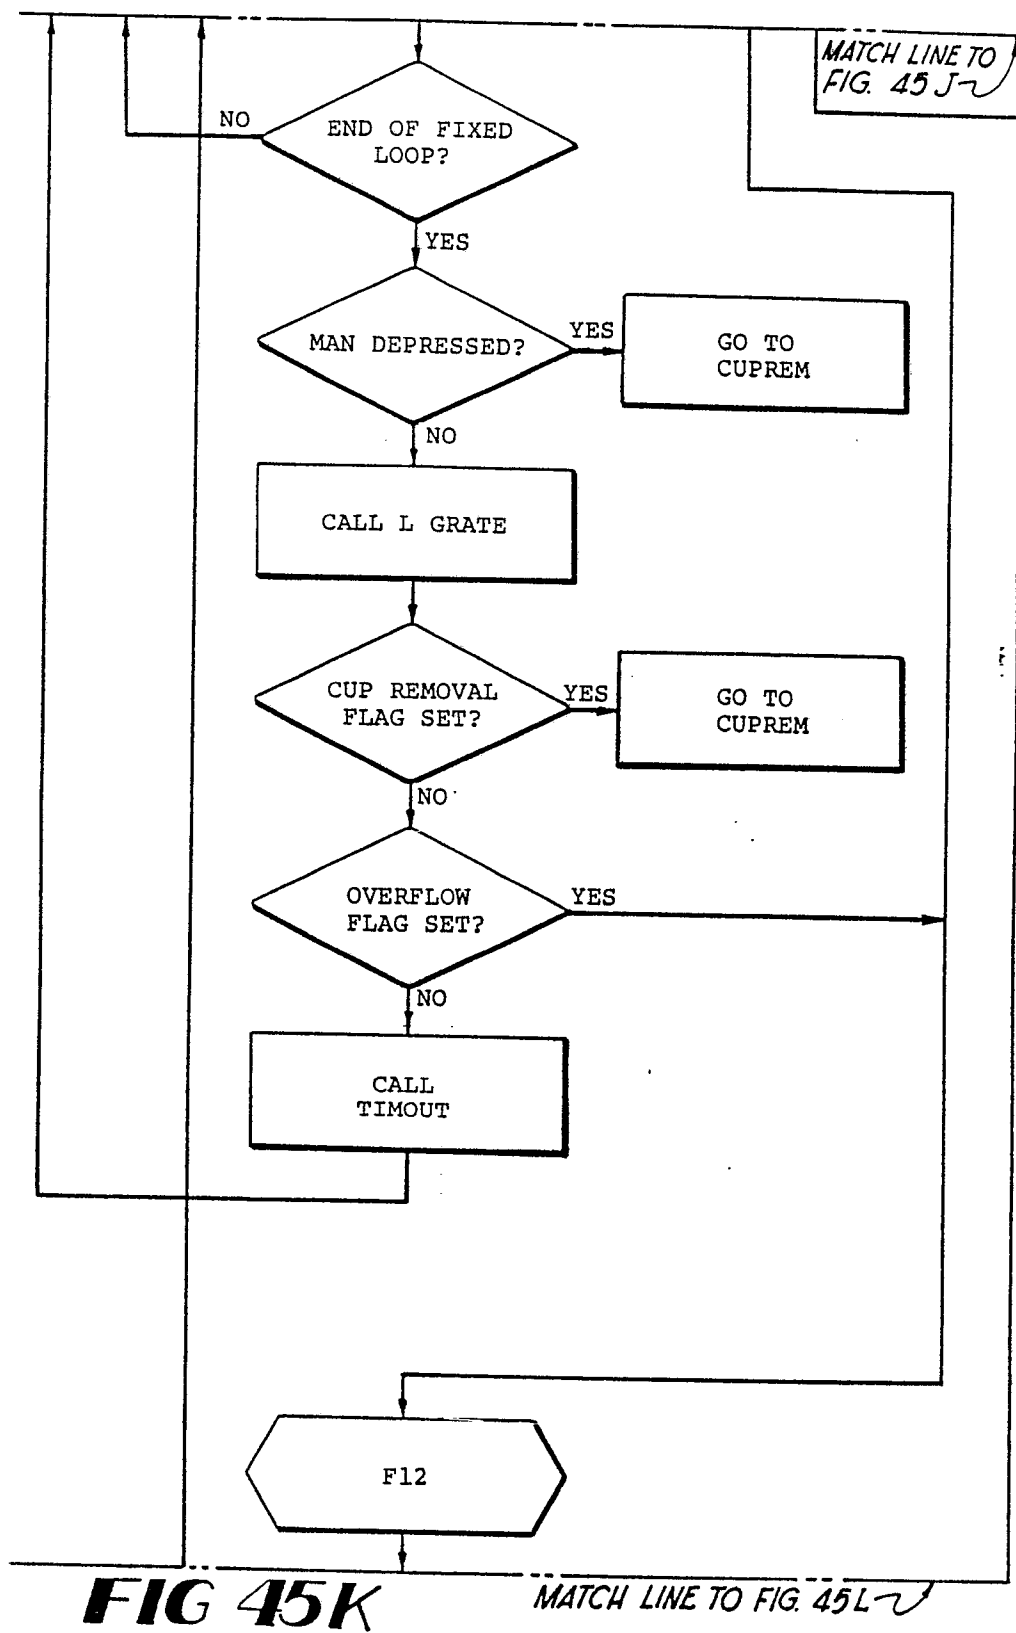 MATCH LINE TO
FIG. 45J
NO
END OF FIXED
LOOP?
YES
MAN DEPRESSED?
YES
GO TO
CUPREM
NO
CALL L GRATE
CUP REMOVAL
FLAG SET?
YES
GO TO
CUPREM
NO
OVERFLOW
FLAG SET?
YES
NO
CALL
TIMOUT
F12
FIG 45K
MATCH LINE TO FIG. 45L